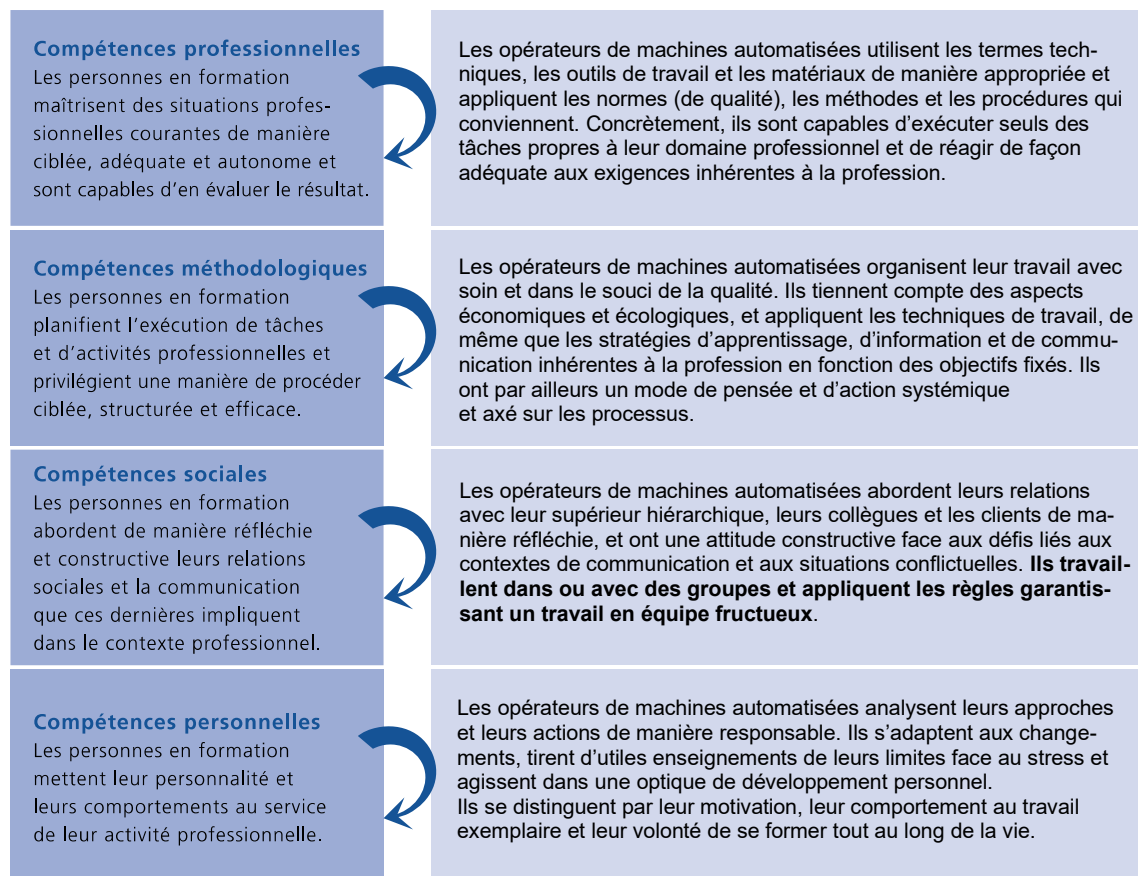 Compétences professionnelles
Les personnes en formation
maîtrisent des situations profes-
sionnelles courantes de manière
ciblée, adéquate et autonome et
sont capables d'en évaluer le résultat.
Les opérateurs de machines automatisées utilisent les termes tech-
niques, les outils de travail et les matériaux de manière appropriée et
appliquent les normes (de qualité), les méthodes et les procédures qui
conviennent. Concrètement, ils sont capables d'exécuter seuls des
tâches propres à leur domaine professionnel et de réagir de façon
adéquate aux exigences inhérentes à la profession.
Compétences méthodologiques
Les personnes en formation
planifient l'exécution de tâches
et d'activités professionnelles et
privilégient une manière de procéder
ciblée, structurée et efficace.
Les opérateurs de machines automatisées organisent leur travail avec
soin et dans le souci de la qualité. Ils tiennent compte des aspects
économiques et écologiques, et appliquent les techniques de travail, de
même que les stratégies d'apprentissage, d'information et de commu-
nication inhérentes à la profession en fonction des objectifs fixés. Ils
ont par ailleurs un mode de pensée et d'action systémique
et axé sur les processus.
Compétences sociales
Les personnes en formation
abordent de manière réfléchie
et constructive leurs relations
sociales et la communication
que ces dernières impliquent
dans le contexte professionnel.
Les opérateurs de machines automatisées abordent leurs relations
avec leur supérieur hiérarchique, leurs collègues et les clients de ma-
nière réfléchie, et ont une attitude constructive face aux défis liés aux
contextes de communication et aux situations conflictuelles. Ils travail-
lent dans ou avec des groupes et appliquent les règles garantis-
sant un travail en équipe fructueux.
Compétences personnelles
Les personnes en formation
mettent leur personnalité et
leurs comportements au service
de leur activité professionnelle.
Les opérateurs de machines automatisées analysent leurs approches
et leurs actions de manière responsable. Ils s'adaptent aux change-
ments, tirent d'utiles enseignements de leurs limites face au stress et
agissent dans une optique de développement personnel.
Ils se distinguent par leur motivation, leur comportement au travail
exemplaire et leur volonté de se former tout au long de la vie.